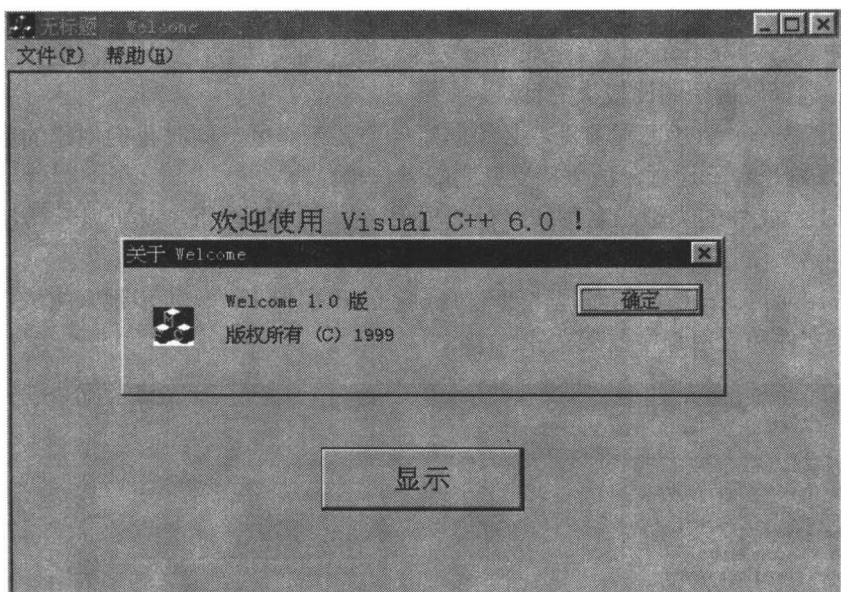 无标题 - Welcome
文件(F) 帮助(H)
欢迎使用 Visual C++ 6.0 !
关于 Welcome
Welcome 1.0 版
确定
版权所有 (C) 1999
显示